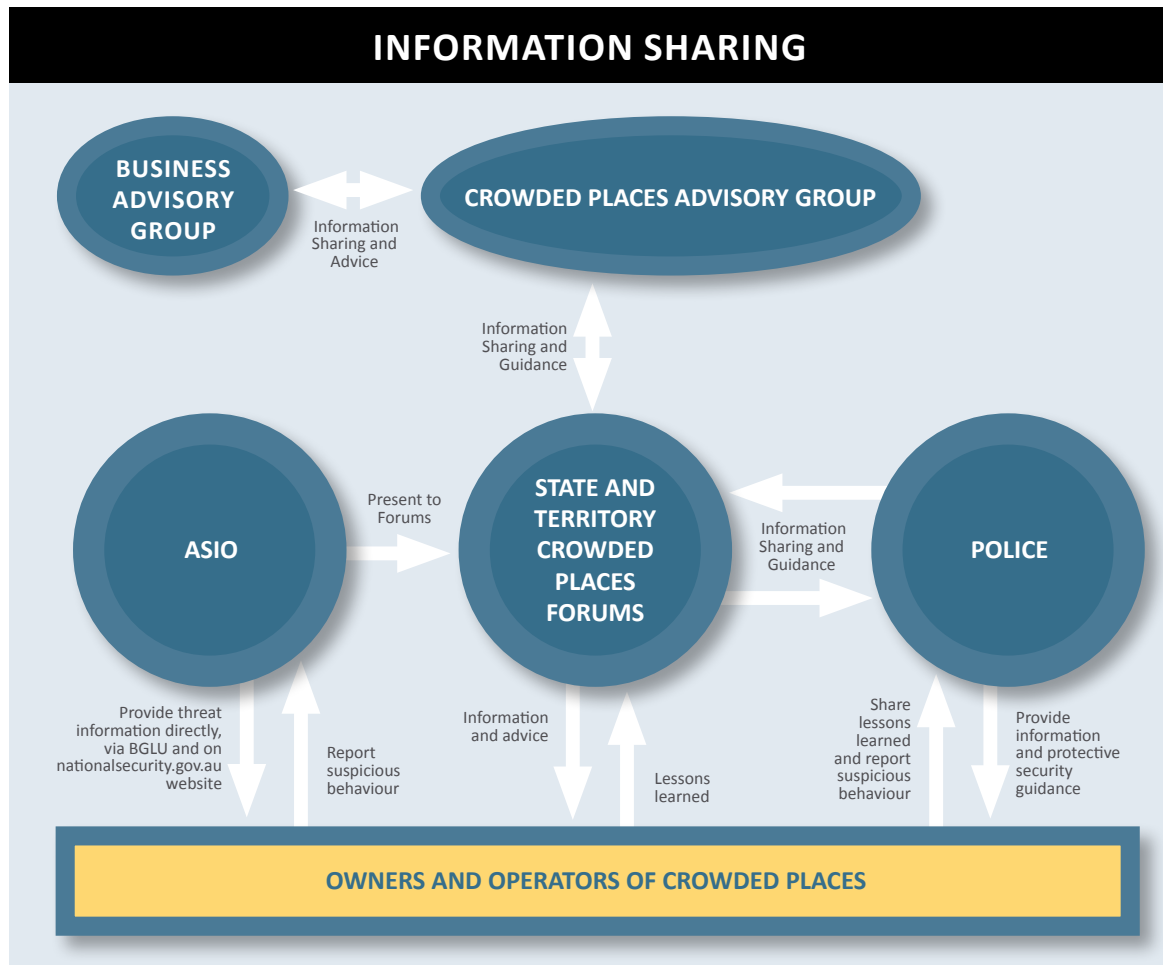 INFORMATION SHARING
BUSINESS
ADVISORY
GROUP
Information
Sharing and
Advice
CROWDED PLACES ADVISORY GROUP
Information
Sharing and
Guidance
ASIO
Present to
Forums
STATE AND
TERRITORY
CROWDED
PLACES
FORUMS
Information
Sharing and
Guidance
POLICE
Provide threat
information directly,
via BGLU and on
nationalsecurity.gov.au
website
Report
suspicious
behaviour
Information
and advice
Lessons
learned
Share
lessons
learned
and report
suspicious
behaviour
Provide
information
and protective
security
guidance
OWNERS AND OPERATORS OF CROWDED PLACES